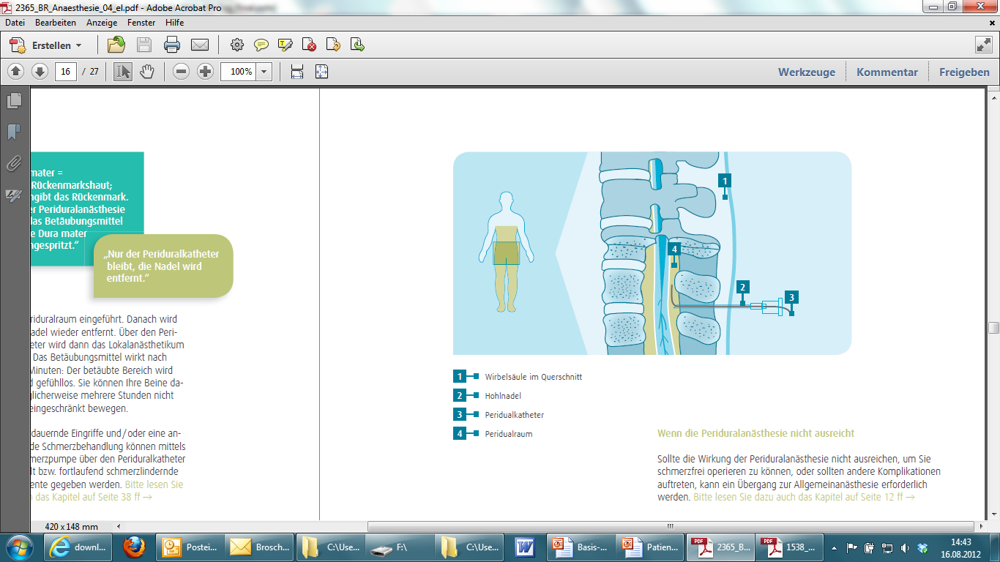 2365_BR_Anaesthesie_04_el.pdf - Adobe Acrobat Pro
Datei Bearbeiten Anzeige Fenster Hilfe
Erstellen
16 / 27 100% Werkzeuge Kommentar Freigeben
mater =
Rückenmarkshaut;
ngibt das Rückenmark.
er Periduralanästhesie
das Betäubungsmittel
e Dura mater
ngespritzt.“
„Nur der Periduralkatheter
bleibt, die Nadel wird
entfernt.“
riduralraum eingeführt. Danach wird
adel wieder entfernt. Über den Peri-
eter wird dann das Lokalanästhetikum
Das Betäubungsmittel wirkt nach
Minuten: Der betäubte Bereich wird
d gefühllos. Sie können Ihre Beine da-
glicherweise mehrere Stunden nicht
eingeschränkt bewegen.
rdauernde Eingriffe und/oder eine an-
de Schmerzbehandlung können mittels
merzpumpe über den Periduralkatheter
lt bzw. fortlaufend schmerzlindernde
ente gegeben werden. Bitte lesen Sie
h das Kapitel auf Seite 38 ff →
1
4
2
3
1 Wirbelsäule im Querschnitt
2 Hohlnadel
3 Peridualkatheter
4 Peridualraum
Wenn die Periduralanästhesie nicht ausreicht
Sollte die Wirkung der Periduralanästhesie nicht ausreichen, um Sie
schmerzfrei operieren zu können, oder sollten andere Komplikationen
auftreten, kann ein Übergang zur Allgemeinanästhesie erforderlich
werden. Bitte lesen Sie dazu auch das Kapitel auf Seite 12 ff →
420 x 148 mm
downl... Postei... Brosch... C:\Use... F:\ C:\Use... Basis-... Patien... 2365_B... 1538_... 14:43
16.08.2012